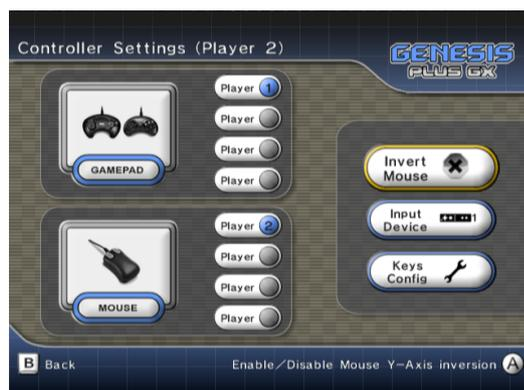 Controller Settings (Player 2)
GENESIS
PLUS GX
Player 1
Player
Player
Player
GAMEPAD
Player 2
Player
Player
Player
MOUSE
Invert
Mouse
Input
Device
1
Keys
Config
B Back
Enable/Disable Mouse Y-Axis inversion A